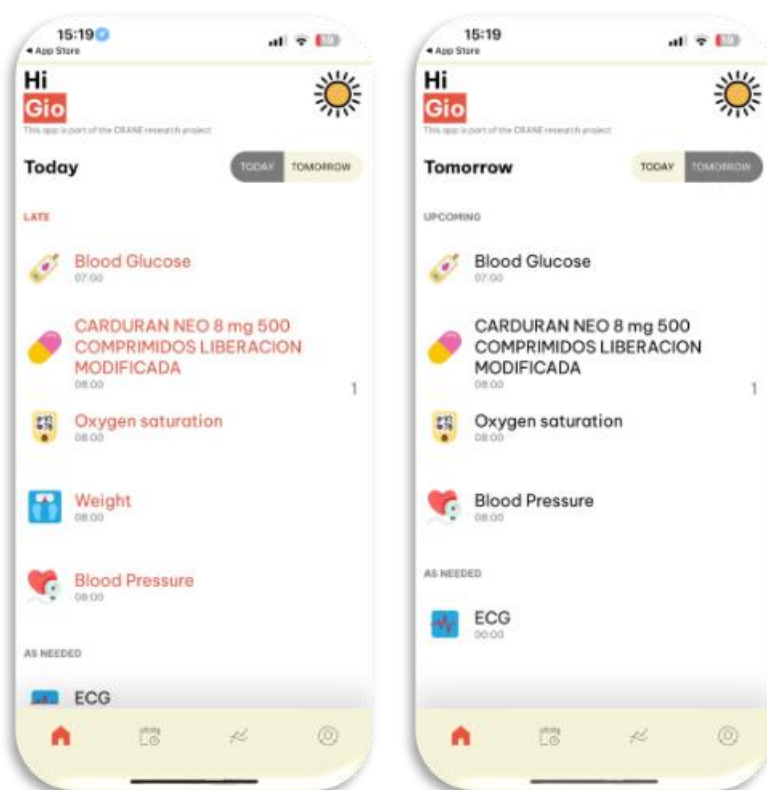 15:19
◀ App Store
10
Hi
Gio
This app is part of the CRANE research project
Today
TODAY
TOMORROW
LATE
Blood Glucose
07:00
CARDURAN NEO 8 mg 500
COMPRIMIDOS LIBERACION
MODIFICADA
08:00
1
Oxygen saturation
08:00
Weight
08:00
Blood Pressure
08:00
AS NEEDED
ECG
15:19
◀ App Store
10
Hi
Gio
This app is part of the CRANE research project
Tomorrow
TODAY
TOMORROW
UPCOMING
Blood Glucose
07:00
CARDURAN NEO 8 mg 500
COMPRIMIDOS LIBERACION
MODIFICADA
08:00
1
Oxygen saturation
08:00
Blood Pressure
08:00
AS NEEDED
ECG
00:00